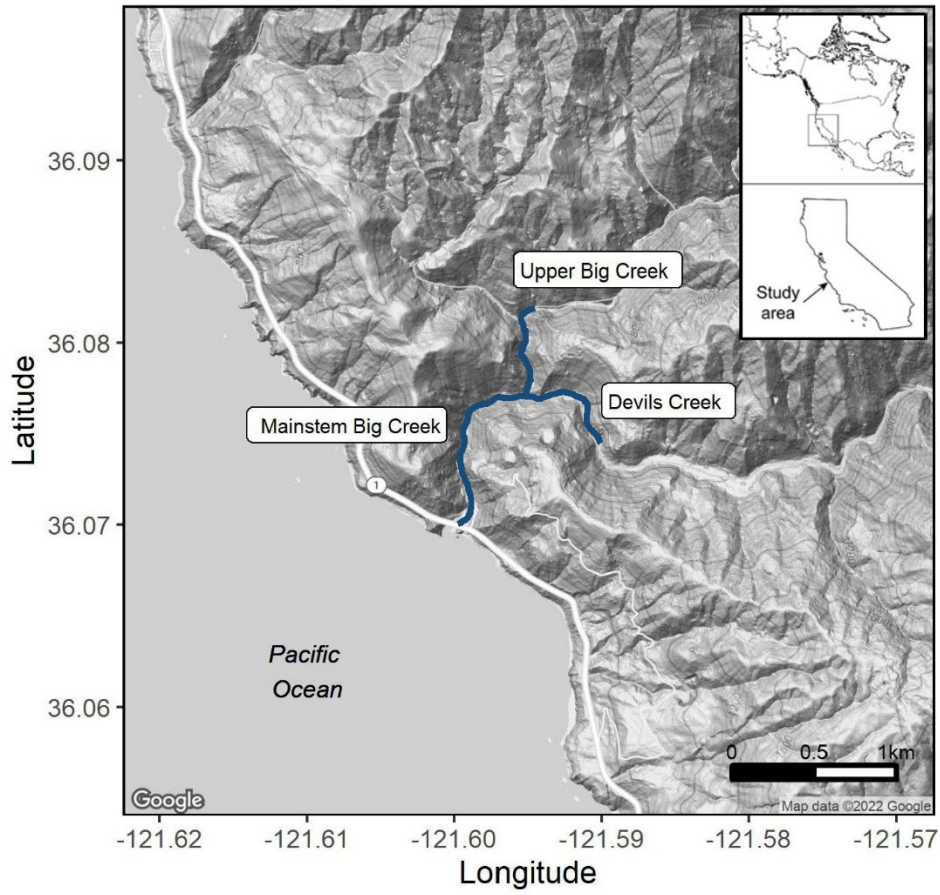 36.09
36.08
36.07
36.06
Latitude
Upper Big Creek
Devils Creek
Mainstem Big Creek
1
Pacific
Ocean
Study
area
0 0.5 1km
Google
Map data ©2022 Google
-121.62 -121.61 -121.60 -121.59 -121.58 -121.57
Longitude